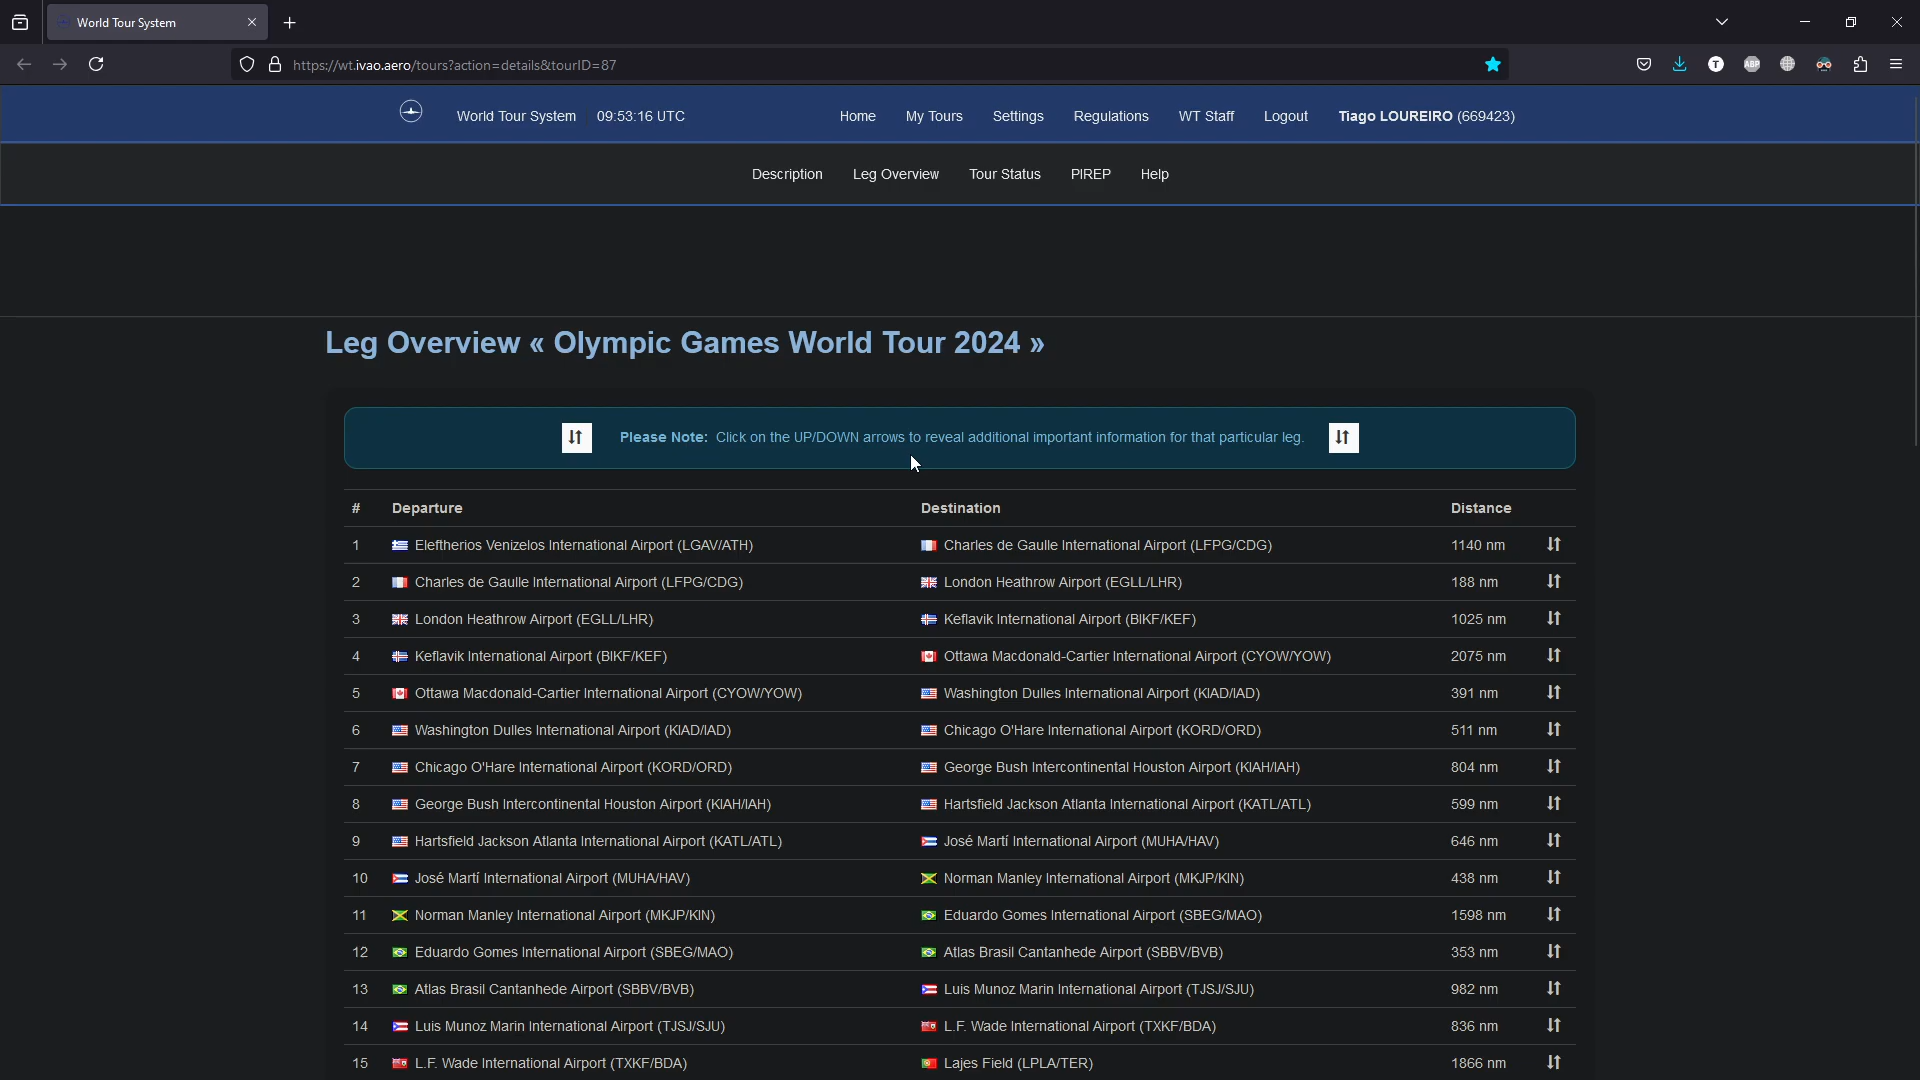 World Tour System
https://wt.ivao.aero/tours?action=details&tourID=87
ABP
World Tour System 09:53:16 UTC Home My Tours Settings Regulations WT Staff Logout Tiago LOUREIRO (669423)
Description Leg Overview Tour Status PIREP Help
Leg Overview « Olympic Games World Tour 2024 »
Please Note: Click on the UP/DOWN arrows to reveal additional important information for that particular leg.
# Departure Destination Distance
1 Eleftherios Venizelos International Airport (LGAV/ATH) Charles de Gaulle International Airport (LFPG/CDG) 1140 nm
2 Charles de Gaulle International Airport (LFPG/CDG) London Heathrow Airport (EGLL/LHR) 188 nm
3 London Heathrow Airport (EGLL/LHR) Keflavik International Airport (BIKF/KEF) 1025 nm
4 Keflavik International Airport (BIKF/KEF) Ottawa Macdonald-Cartier International Airport (CYOW/YOW) 2075 nm
5 Ottawa Macdonald-Cartier International Airport (CYOW/YOW) Washington Dulles International Airport (KIAD/IAD) 391 nm
6 Washington Dulles International Airport (KIAD/IAD) Chicago O'Hare International Airport (KORD/ORD) 511 nm
7 Chicago O'Hare International Airport (KORD/ORD) George Bush Intercontinental Houston Airport (KIAH/IAH) 804 nm
8 George Bush Intercontinental Houston Airport (KIAH/IAH) Hartsfield Jackson Atlanta International Airport (KATL/ATL) 599 nm
9 Hartsfield Jackson Atlanta International Airport (KATL/ATL) José Martí International Airport (MUHA/HAV) 646 nm
10 José Martí International Airport (MUHA/HAV) Norman Manley International Airport (MKJP/KIN) 438 nm
11 Norman Manley International Airport (MKJP/KIN) Eduardo Gomes International Airport (SBEG/MAO) 1598 nm
12 Eduardo Gomes International Airport (SBEG/MAO) Atlas Brasil Cantanhede Airport (SBBV/BVB) 353 nm
13 Atlas Brasil Cantanhede Airport (SBBV/BVB) Luis Munoz Marin International Airport (TJSJ/SJU) 982 nm
14 Luis Munoz Marin International Airport (TJSJ/SJU) L.F. Wade International Airport (TXKF/BDA) 836 nm
15 L.F. Wade International Airport (TXKF/BDA) Lajes Field (LPLA/TER) 1866 nm